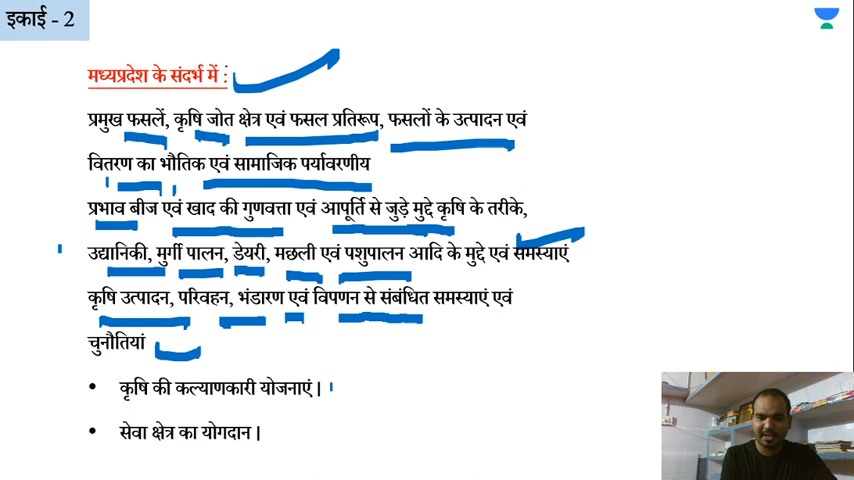 इकाई - 2
मध्यप्रदेश के संदर्भ में :
प्रमुख फसलें, कृषि जोत क्षेत्र एवं फसल प्रतिरूप, फसलों के उत्पादन एवं
वितरण का भौतिक एवं सामाजिक पर्यावरणीय
प्रभाव बीज एवं खाद की गुणवत्ता एवं आपूर्ति से जुड़े मुद्दे कृषि के तरीके,
उद्यानिकी, मुर्गी पालन, डेयरी, मछली एवं पशुपालन आदि के मुद्दे एवं समस्याएं
कृषि उत्पादन, परिवहन, भंडारण एवं विपणन से संबंधित समस्याएं एवं
चुनौतियां
• कृषि की कल्याणकारी योजनाएं |
• सेवा क्षेत्र का योगदान |